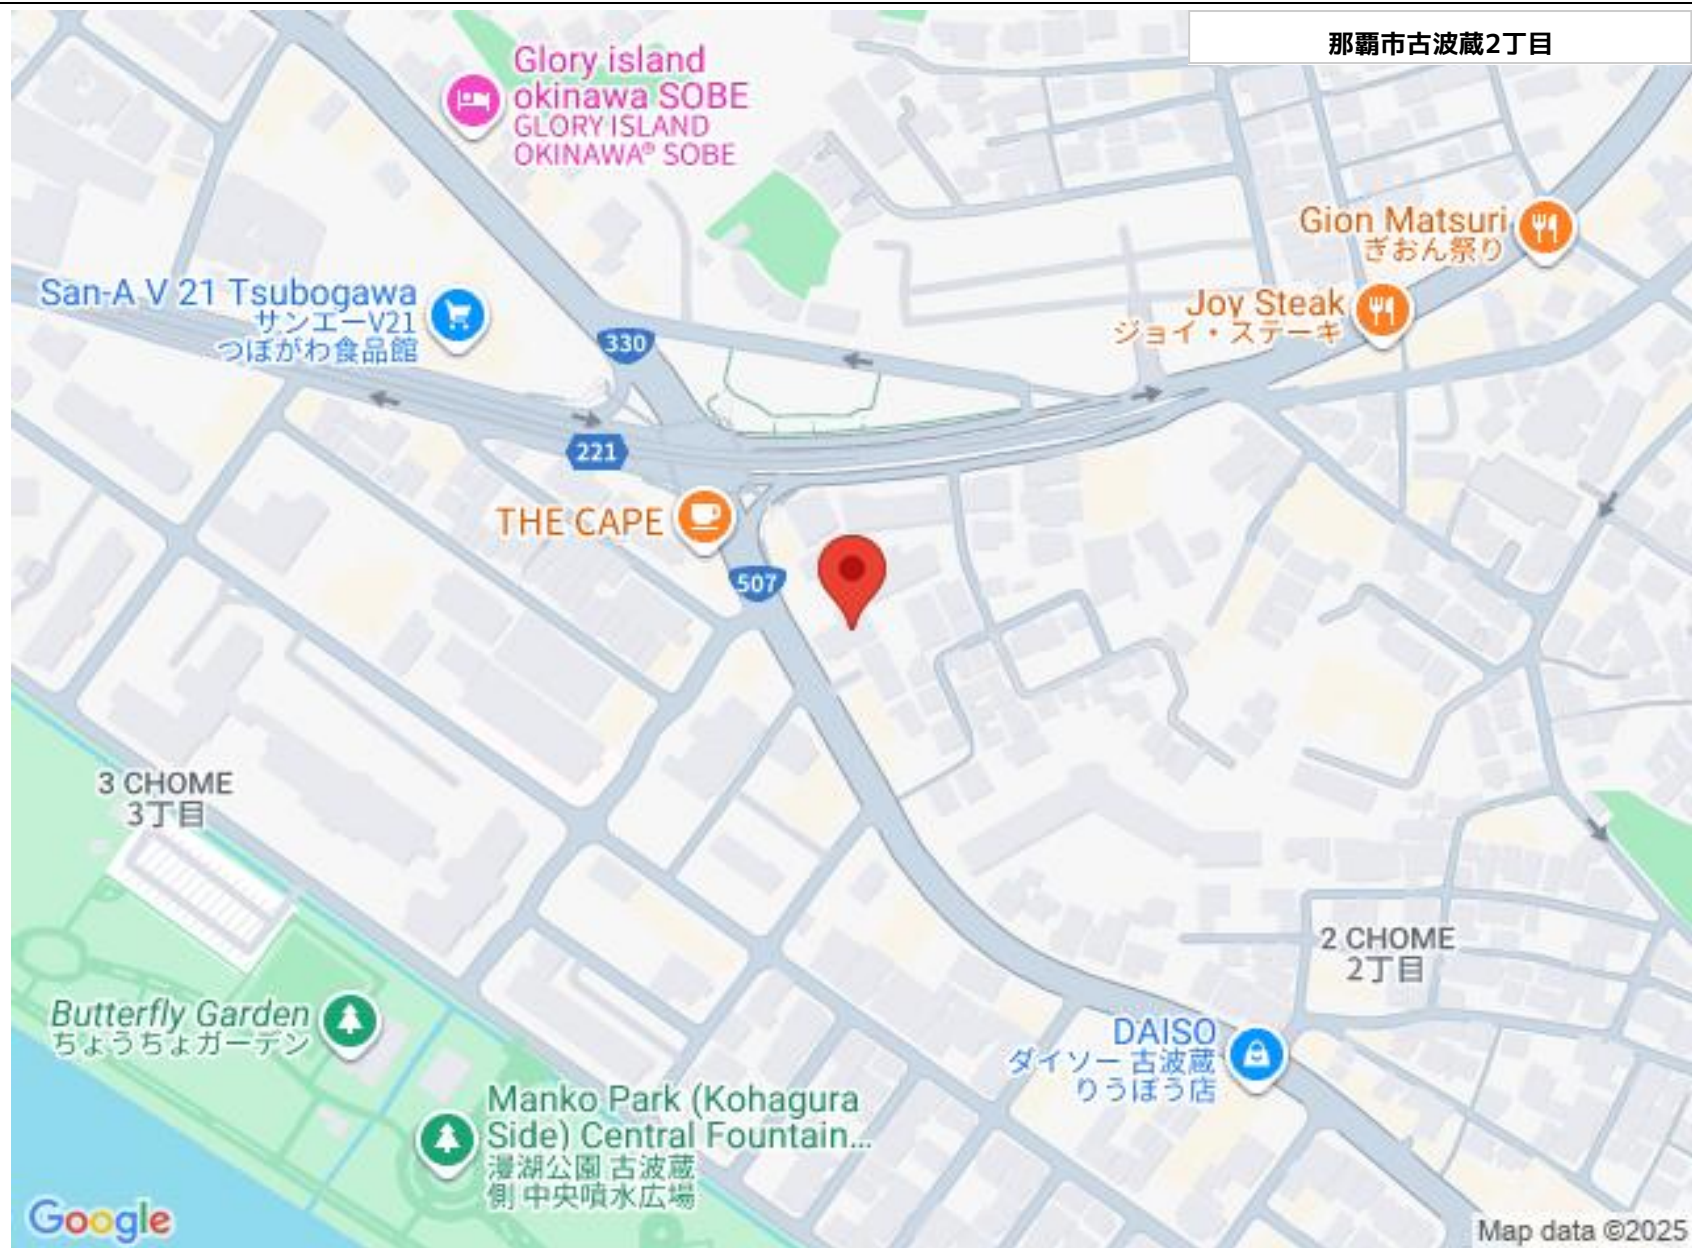 那覇市古波蔵2丁目
Glory island
okinawa SOBE
GLORY ISLAND
OKINAWA® SOBE
Gion Matsuri
ぎおん祭り
San-A V 21 Tsubogawa
サンエーV21
つぼがわ食品館
Joy Steak
ジョイ・ステーキ
330
221
THE CAPE
507
3 CHOME
3丁目
2 CHOME
2丁目
Butterfly Garden
ちょうちょガーデン
DAISO
ダイソー 古波蔵
りうぼう店
Manko Park (Kohagura
Side) Central Fountain...
漫湖公園 古波蔵
側 中央噴水広場
Google
Map data ©2025